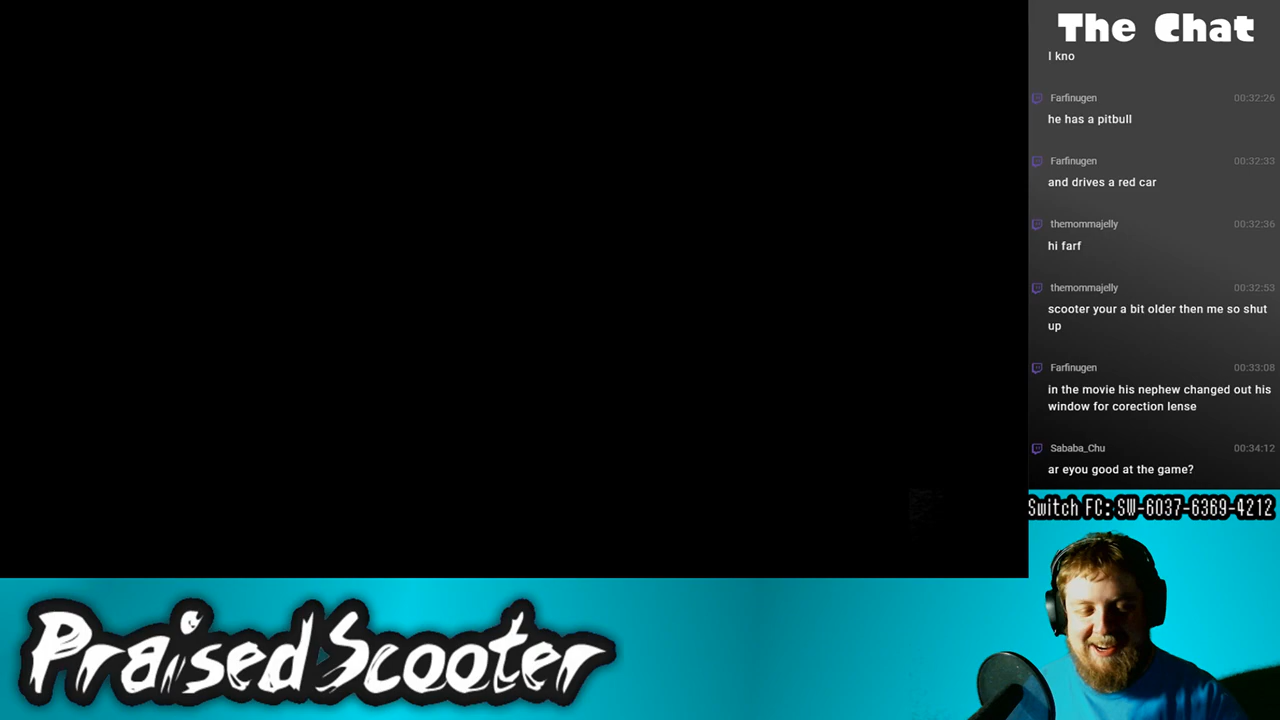 The Chat
I kno
Farfinugen 00:32:26
he has a pitbull
Farfinugen 00:32:33
and drives a red car
themommajelly 00:32:36
hi farf
themommajelly 00:32:53
scooter your a bit older then me so shut
up
Farfinugen 00:33:08
in the movie his nephew changed out his
window for corection lense
Sababa_Chu 00:34:12
ar eyou good at the game?
Switch FC: SW-6037-6369-4212
PraisedScooter